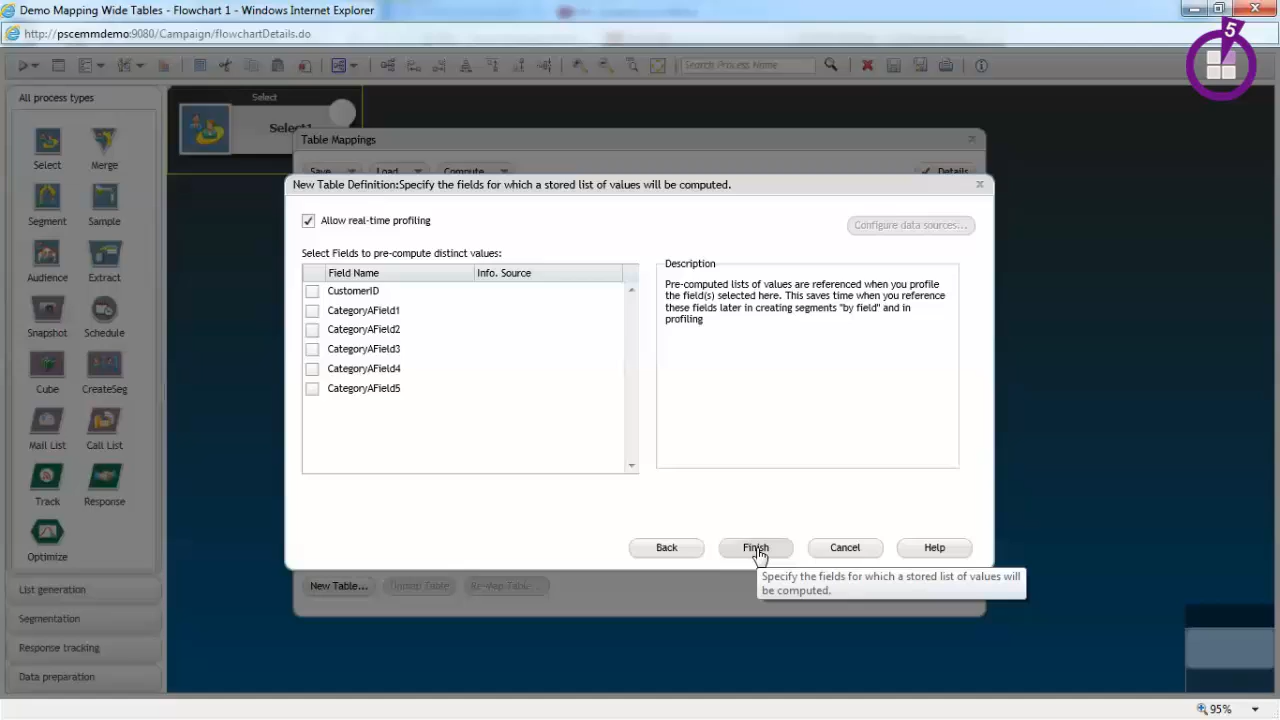 Demo Mapping Wide Tables - Flowchart 1 - Windows Internet Explorer
http://pscemmdemo:9080/Campaign/flowchartDetails.do
5
Search Process Name
All process types
Select
Merge
Segment
Sample
Audience
Extract
Snapshot
Schedule
Cube
CreateSeg
Mail List
Call List
Track
Response
Optimize
List generation
Segmentation
Response tracking
Data preparation
Select
Select1
Table Mappings
Save
Load
Compute
Details
New Table Definition:Specify the fields for which a stored list of values will be computed.
Allow real-time profiling
Configure data sources...
Select Fields to pre-compute distinct values:
Field Name Info. Source
CustomerID
CategoryAField1
CategoryAField2
CategoryAField3
CategoryAField4
CategoryAField5
Description
Pre-computed lists of values are referenced when you profile
the field(s) selected here. This saves time when you reference
these fields later in creating segments "by field" and in
profiling
Back
Finish
Cancel
Help
Specify the fields for which a stored list of values will
be computed.
New Table...
Unmap Table
Re-Map Table...
95%